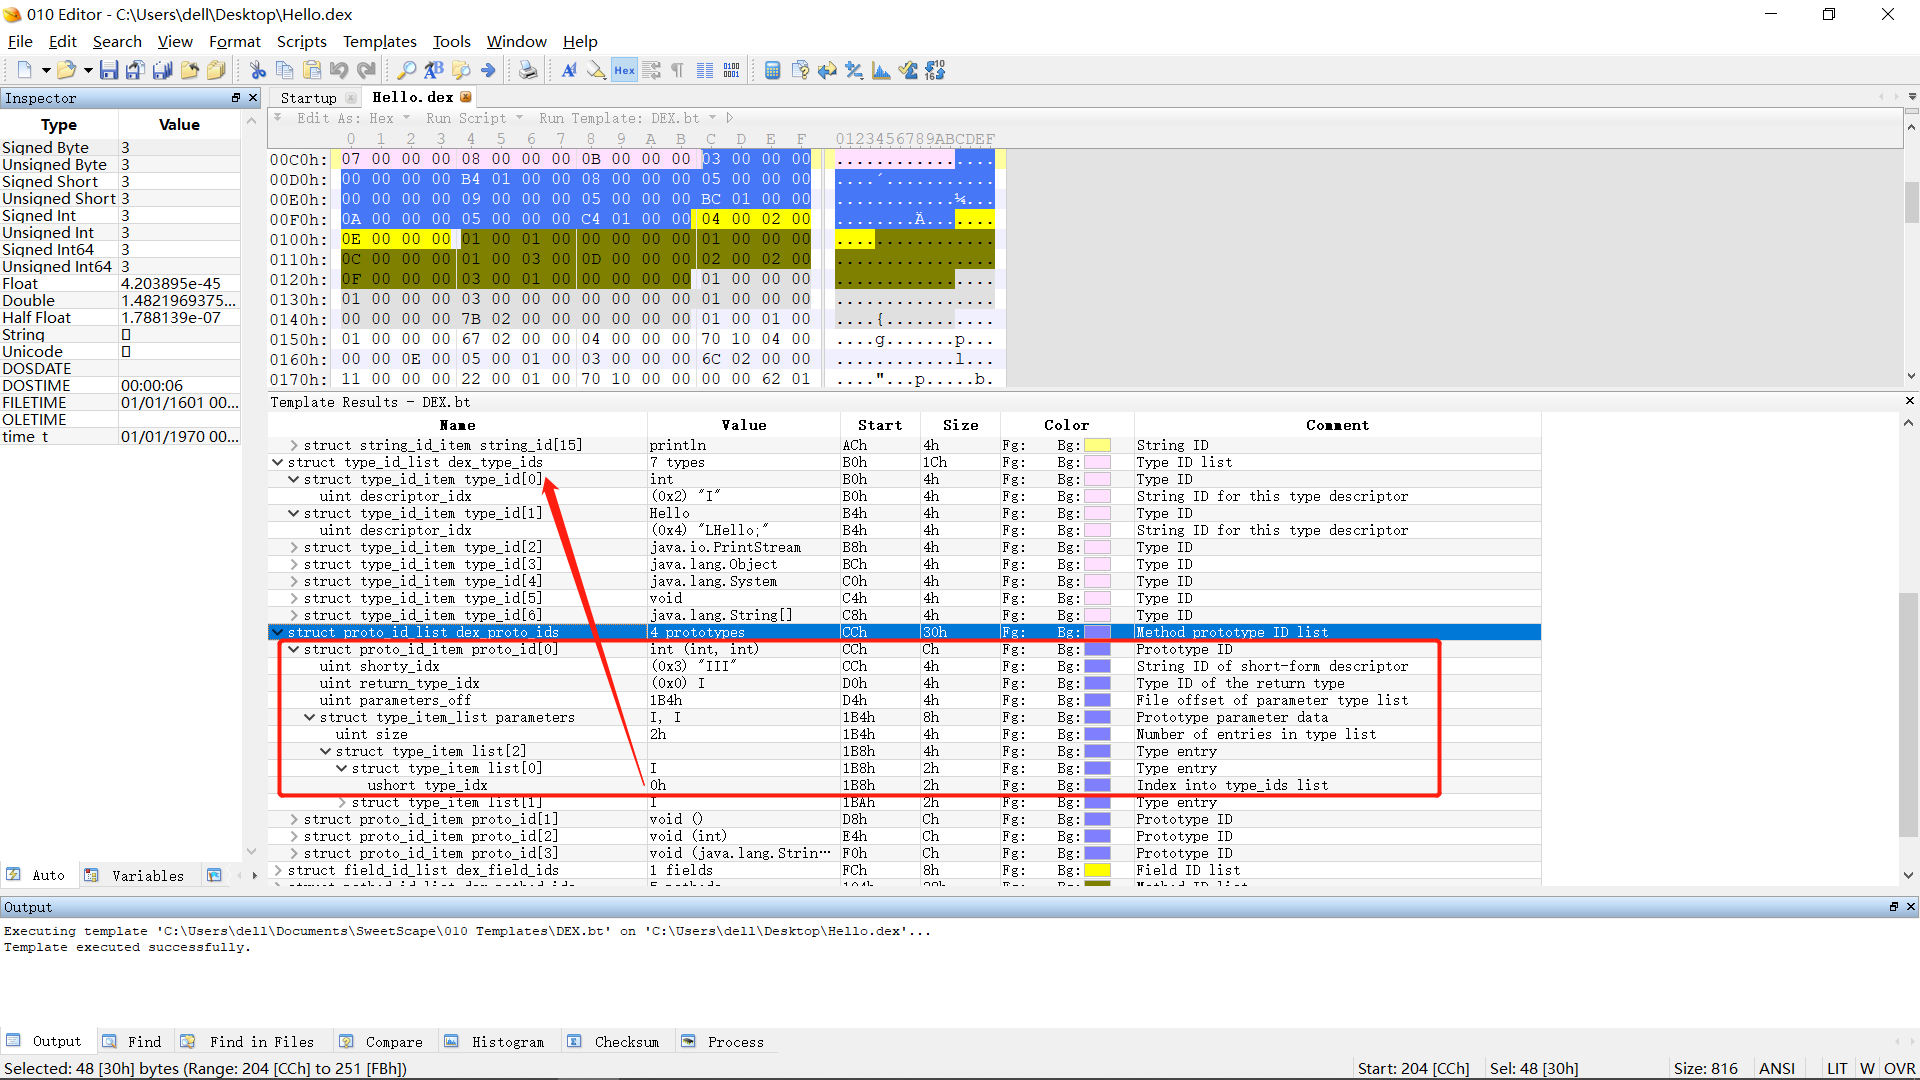 010 Editor - C:\Users\dell\Desktop\Hello.dex
File Edit Search View Format Scripts Templates Tools Window Help
Inspector
Startup Hello.dex
Type Value
Edit As: Hex Run Script Run Template: DEX.bt
0 1 2 3 4 5 6 7 8 9 A B C D E F 0123456789ABCDEF
Signed Byte 3
Unsigned Byte 3
Signed Short 3
Unsigned Short 3
Signed Int 3
Unsigned Int 3
Signed Int64 3
Unsigned Int64 3
Float 4.203895e-45
Double 1.4821969375...
Half Float 1.788139e-07
String
Unicode
DOSDATE
DOSTIME 00:00:06
FILETIME 01/01/1601 00...
OLETIME
time_t 01/01/1970 00...
00C0h: 07 00 00 00 08 00 00 00 0B 00 00 00 03 00 00 00 ................
00D0h: 00 00 00 00 B4 01 00 00 08 00 00 00 05 00 00 00 ....´...........
00E0h: 00 00 00 00 09 00 00 00 05 00 00 00 BC 01 00 00 ............¼...
00F0h: 0A 00 00 00 05 00 00 00 C4 01 00 00 04 00 02 00 ........Ä.......
0100h: 0E 00 00 00 01 00 01 00 00 00 00 00 01 00 00 00 ................
0110h: 0C 00 00 00 01 00 03 00 0D 00 00 00 02 00 02 00 ................
0120h: 0F 00 00 00 03 00 01 00 00 00 00 00 01 00 00 00 ................
0130h: 01 00 00 00 03 00 00 00 00 00 00 00 01 00 00 00 ................
0140h: 00 00 00 00 7B 02 00 00 00 00 00 00 01 00 01 00 ....{...........
0150h: 01 00 00 00 67 02 00 00 04 00 00 00 70 10 04 00 ....g.......p...
0160h: 00 00 0E 00 05 00 01 00 03 00 00 00 6C 02 00 00 ............l...
0170h: 11 00 00 00 22 00 01 00 70 10 00 00 00 00 62 01 ...."...p.....b.
Template Results - DEX.bt
Name Value Start Size Color Comment
struct string_id_item string_id[15] println ACh 4h Fg: Bg: String ID
struct type_id_list dex_type_ids 7 types B0h 1Ch Fg: Bg: Type ID list
struct type_id_item type_id[0] int B0h 4h Fg: Bg: Type ID
uint descriptor_idx (0x2) "I" B0h 4h Fg: Bg: String ID for this type descriptor
struct type_id_item type_id[1] Hello B4h 4h Fg: Bg: Type ID
uint descriptor_idx (0x4) "LHello;" B4h 4h Fg: Bg: String ID for this type descriptor
struct type_id_item type_id[2] java.io.PrintStream B8h 4h Fg: Bg: Type ID
struct type_id_item type_id[3] java.lang.Object BCh 4h Fg: Bg: Type ID
struct type_id_item type_id[4] java.lang.System C0h 4h Fg: Bg: Type ID
struct type_id_item type_id[5] void C4h 4h Fg: Bg: Type ID
struct type_id_item type_id[6] java.lang.String[] C8h 4h Fg: Bg: Type ID
struct proto_id_list dex_proto_ids 4 prototypes CCh 30h Fg: Bg: Method prototype ID list
struct proto_id_item proto_id[0] int (int, int) CCh Ch Fg: Bg: Prototype ID
uint shorty_idx (0x3) "III" CCh 4h Fg: Bg: String ID of short-form descriptor
uint return_type_idx (0x0) I D0h 4h Fg: Bg: Type ID of the return type
uint parameters_off 1B4h D4h 4h Fg: Bg: File offset of parameter type list
struct type_item_list parameters I, I 1B4h 8h Fg: Bg: Prototype parameter data
uint size 2h 1B4h 4h Fg: Bg: Number of entries in type list
struct type_item list[2] 1B8h 4h Fg: Bg: Type entry
struct type_item list[0] I 1B8h 2h Fg: Bg: Type entry
ushort type_idx 0h 1B8h 2h Fg: Bg: Index into type_ids list
struct type_item list[1] I 1BAh 2h Fg: Bg: Type entry
struct proto_id_item proto_id[1] void () D8h Ch Fg: Bg: Prototype ID
struct proto_id_item proto_id[2] void (int) E4h Ch Fg: Bg: Prototype ID
struct proto_id_item proto_id[3] void (java.lang.Strin... F0h Ch Fg: Bg: Prototype ID
struct field_id_list dex_field_ids 1 fields FCh 8h Fg: Bg: Field ID list
Auto Variables
Output
Executing template 'C:\Users\dell\Documents\SweetScape\010 Templates\DEX.bt' on 'C:\Users\dell\Desktop\Hello.dex'...
Template executed successfully.
Output Find Find in Files Compare Histogram Checksum Process
Selected: 48 [30h] bytes (Range: 204 [CCh] to 251 [FBh]) Start: 204 [CCh] Sel: 48 [30h] Size: 816 ANSI LIT W OVR